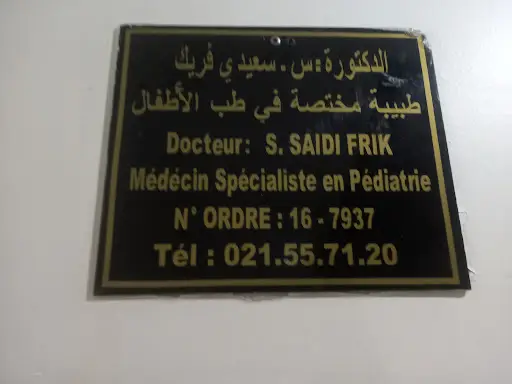 الدكتورة : س . سعيدي فريك
طبيبة مختصة في طب الأطفال
Docteur : S. SAIDI FRIK
Médécin Spécialiste en Pédiatrie
N° ORDRE : 16 - 7937
Tél : 021.55.71.20